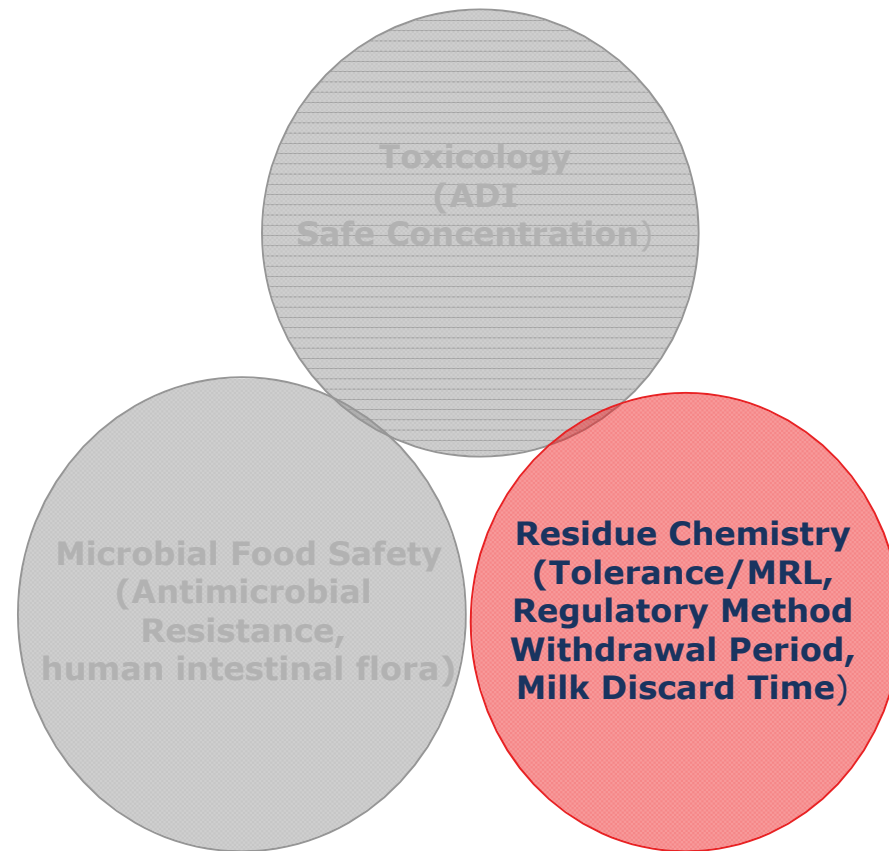 Toxicology
(ADI
Safe Concentration)
Microbial Food Safety
(Antimicrobial
Resistance,
human intestinal flora)
Residue Chemistry
(Tolerance/MRL,
Regulatory Method
Withdrawal Period,
Milk Discard Time)